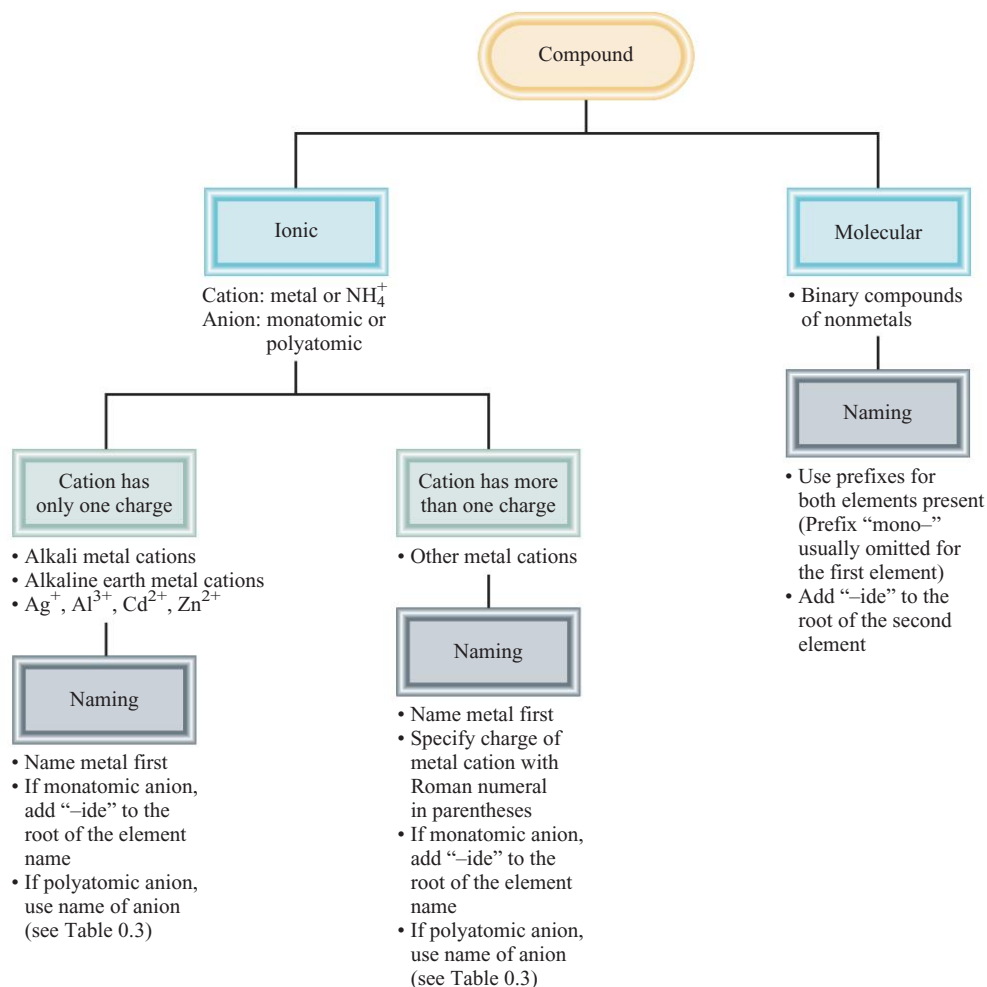 Compound
Ionic
Cation: metal or NH₄⁺
Anion: monatomic or
polyatomic
Cation has
only one charge
• Alkali metal cations
• Alkaline earth metal cations
• Ag⁺, Al³⁺, Cd²⁺, Zn²⁺
Naming
• Name metal first
• If monatomic anion,
add “–ide” to the
root of the element
name
• If polyatomic anion,
use name of anion
(see Table 0.3)
Cation has more
than one charge
• Other metal cations
Naming
• Name metal first
• Specify charge of
metal cation with
Roman numeral
in parentheses
• If monatomic anion,
add “–ide” to the
root of the element
name
• If polyatomic anion,
use name of anion
(see Table 0.3)
Molecular
• Binary compounds
of nonmetals
Naming
• Use prefixes for
both elements present
(Prefix “mono–”
usually omitted for
the first element)
• Add “–ide” to the
root of the second
element